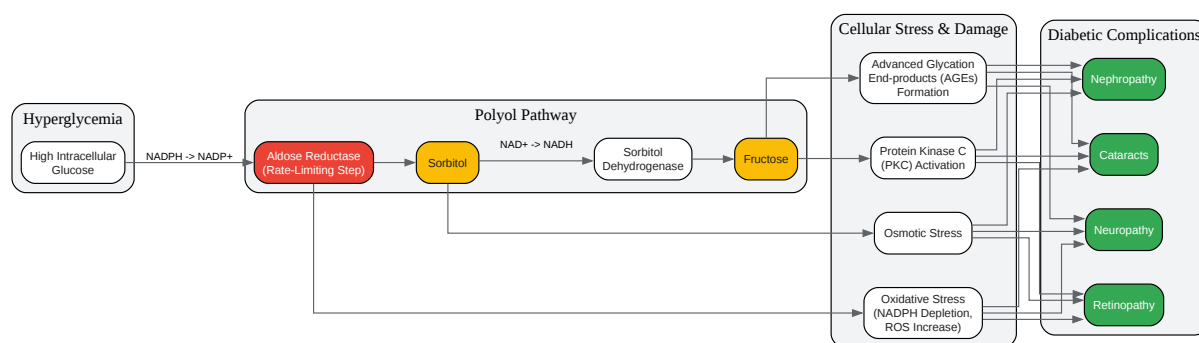 Hyperglycemia
High Intracellular
Glucose
NADPH -> NADP+
Polyol Pathway
Aldose Reductase
(Rate-Limiting Step)
Sorbitol
NAD+ -> NADH
Sorbitol
Dehydrogenase
Fructose
Cellular Stress & Damage
Advanced Glycation
End-products (AGEs)
Formation
Protein Kinase C
(PKC) Activation
Osmotic Stress
Oxidative Stress
(NADPH Depletion,
ROS Increase)
Diabetic Complications
Nephropathy
Cataracts
Neuropathy
Retinopathy